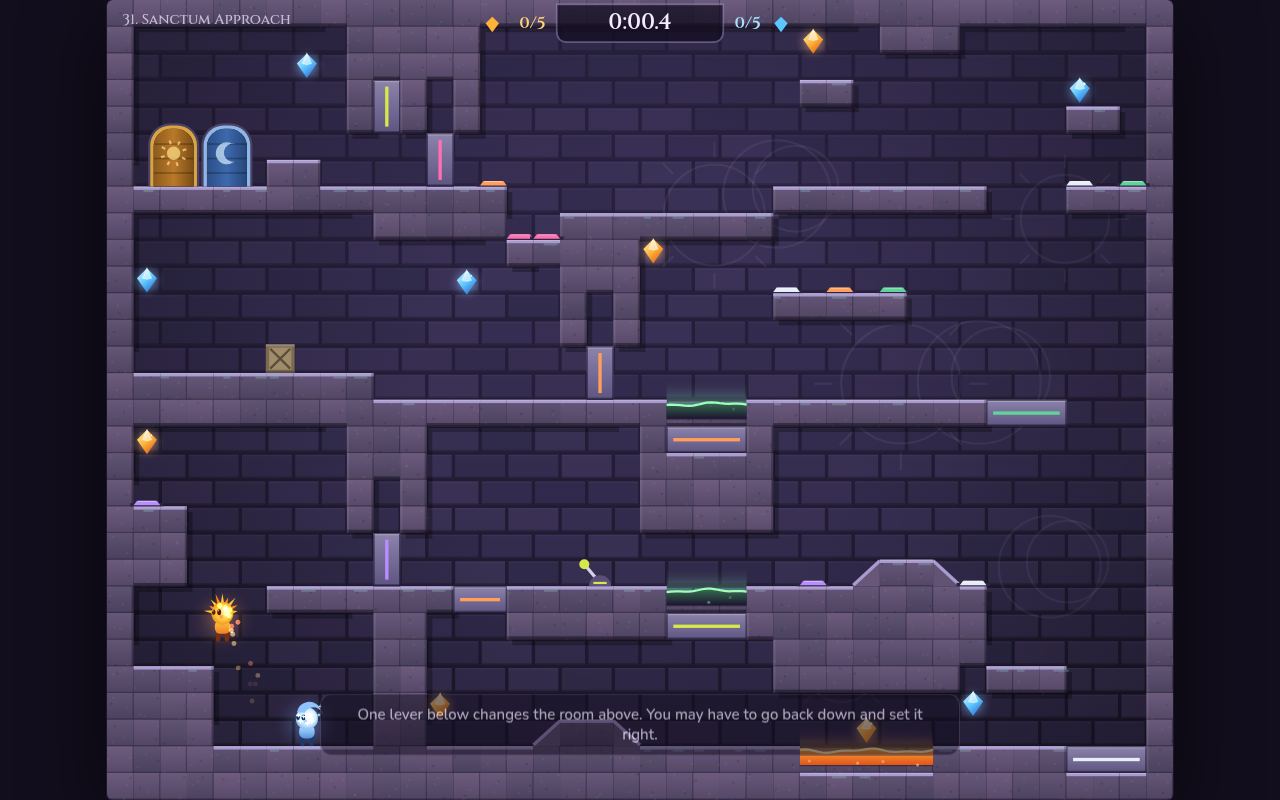 31. Sanctum Approach
0/5
0:00.4
0/5
One lever below changes the room above. You may have to go back down and set it
right.